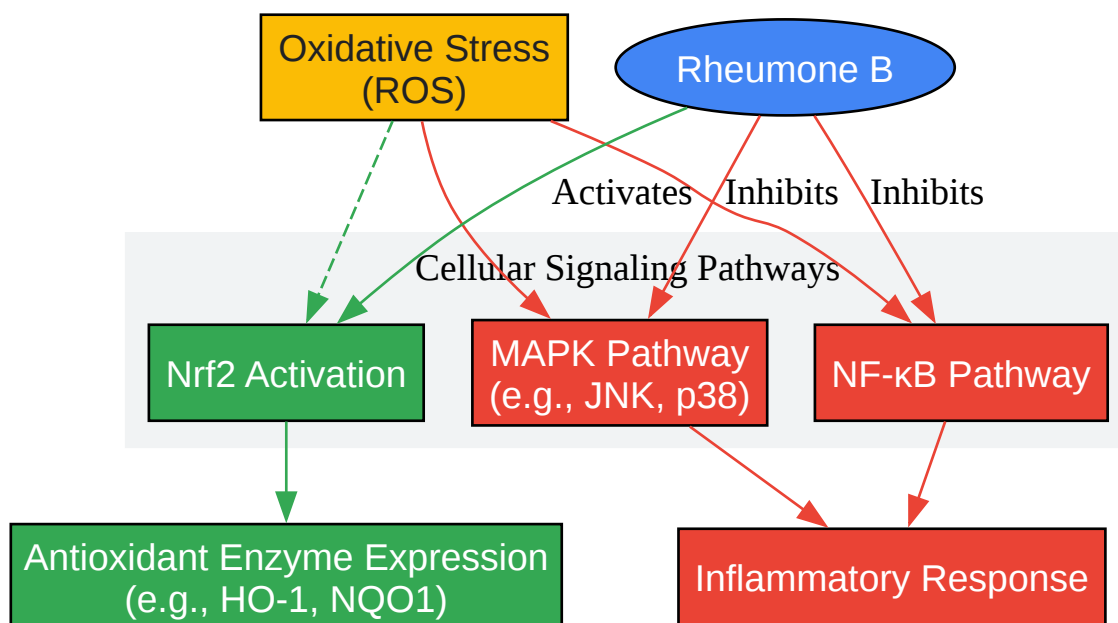 Oxidative Stress
(ROS)
Rheumone B
Activates
Inhibits
Inhibits
Cellular Signaling Pathways
Nrf2 Activation
MAPK Pathway
(e.g., JNK, p38)
NF-κB Pathway
Antioxidant Enzyme Expression
(e.g., HO-1, NQO1)
Inflammatory Response